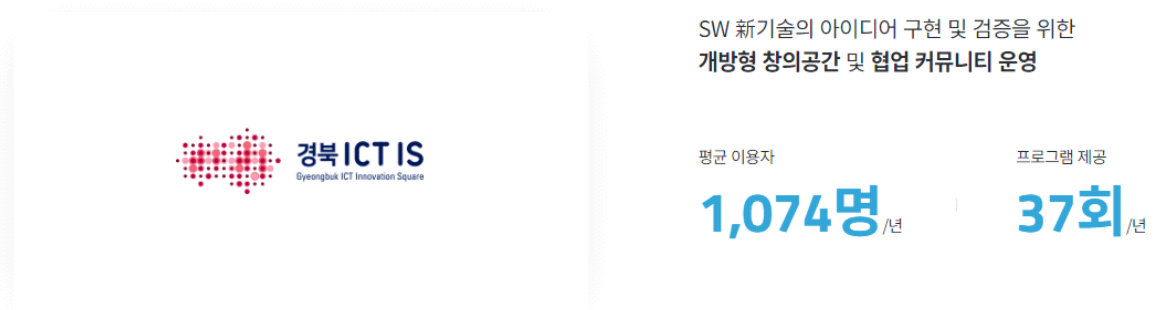 경북 ICT IS
Gyeongbuk ICT Innovation Square
SW 新기술의 아이디어 구현 및 검증을 위한
개방형 창의공간 및 협업 커뮤니티 운영
평균 이용자
1,074명/년
프로그램 제공
37회/년